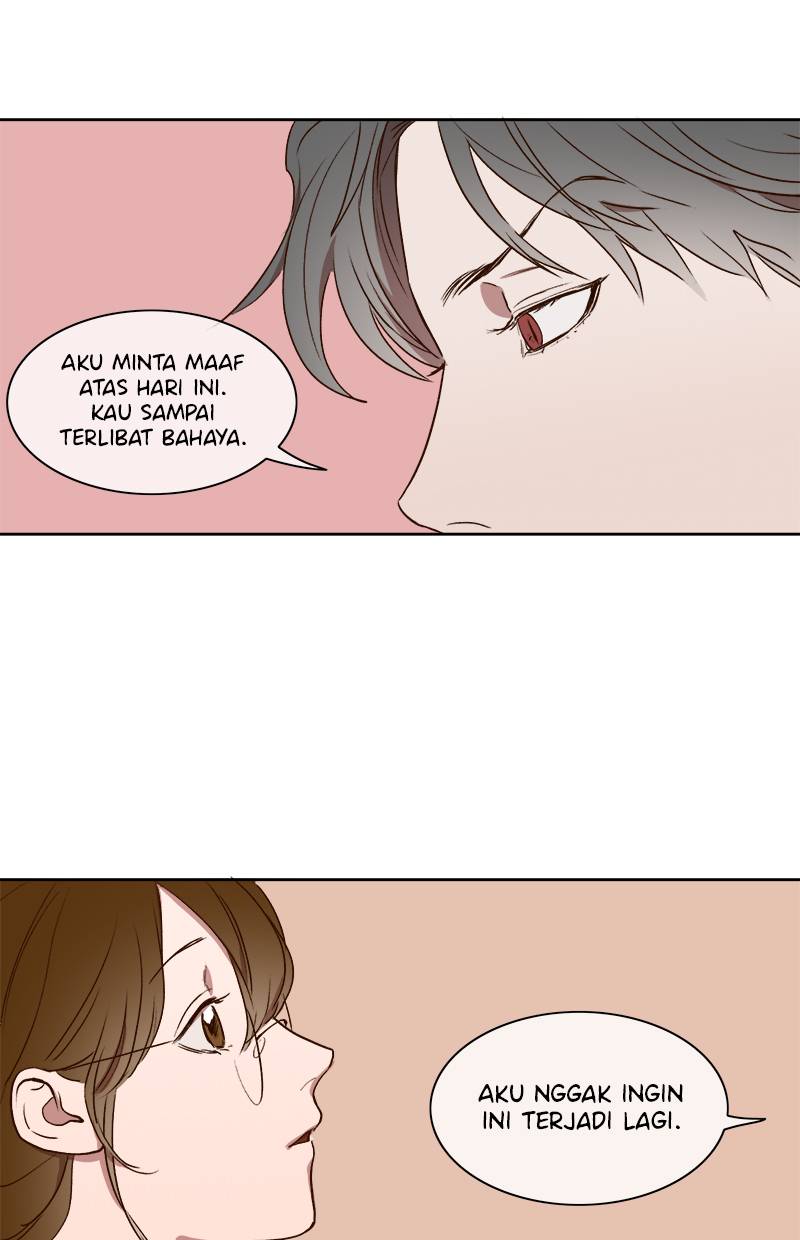 AKU MINTA MAAF
ATAS HARI INI.
KAU SAMPAI
TERLIBAT BAHAYA.
AKU NGGAK INGIN
INI TERJADI LAGI.